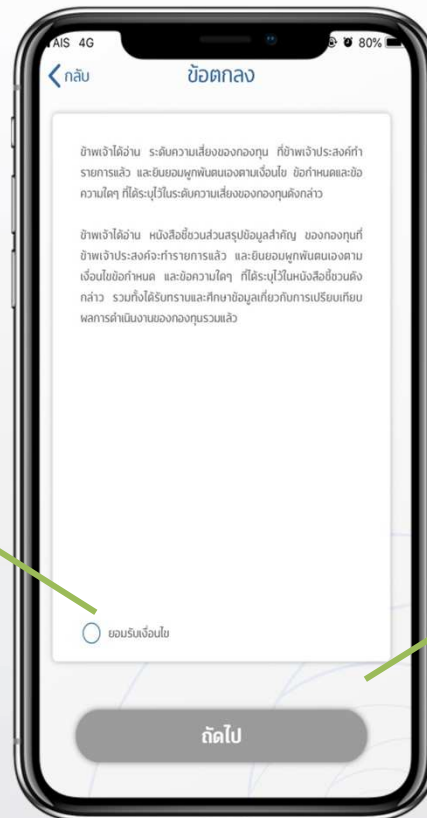 AIS 4G 80%
กลับ ข้อตกลง
ข้าพเจ้าได้อ่าน ระดับความเสี่ยงของกองทุน ที่ข้าพเจ้าประสงค์ทำ
รายการแล้ว และยินยอมผูกพันตนเองตามเงื่อนไข ข้อกำหนดและข้อ
ความใดๆ ที่ได้ระบุไว้ในระดับความเสี่ยงของกองทุนดังกล่าว
ข้าพเจ้าได้อ่าน หนังสือชี้ชวนส่วนสรุปข้อมูลสำคัญ ของกองทุนที่
ข้าพเจ้าประสงค์จะทำรายการแล้ว และยินยอมผูกพันตนเองตาม
เงื่อนไขข้อกำหนด และข้อความใดๆ ที่ได้ระบุไว้ในหนังสือชี้ชวนดัง
กล่าว รวมทั้งได้รับทราบและศึกษาข้อมูลเกี่ยวกับการเปรียบเทียบ
ผลการดำเนินงานของกองทุนรวมแล้ว
ยอมรับเงื่อนไข
ถัดไป